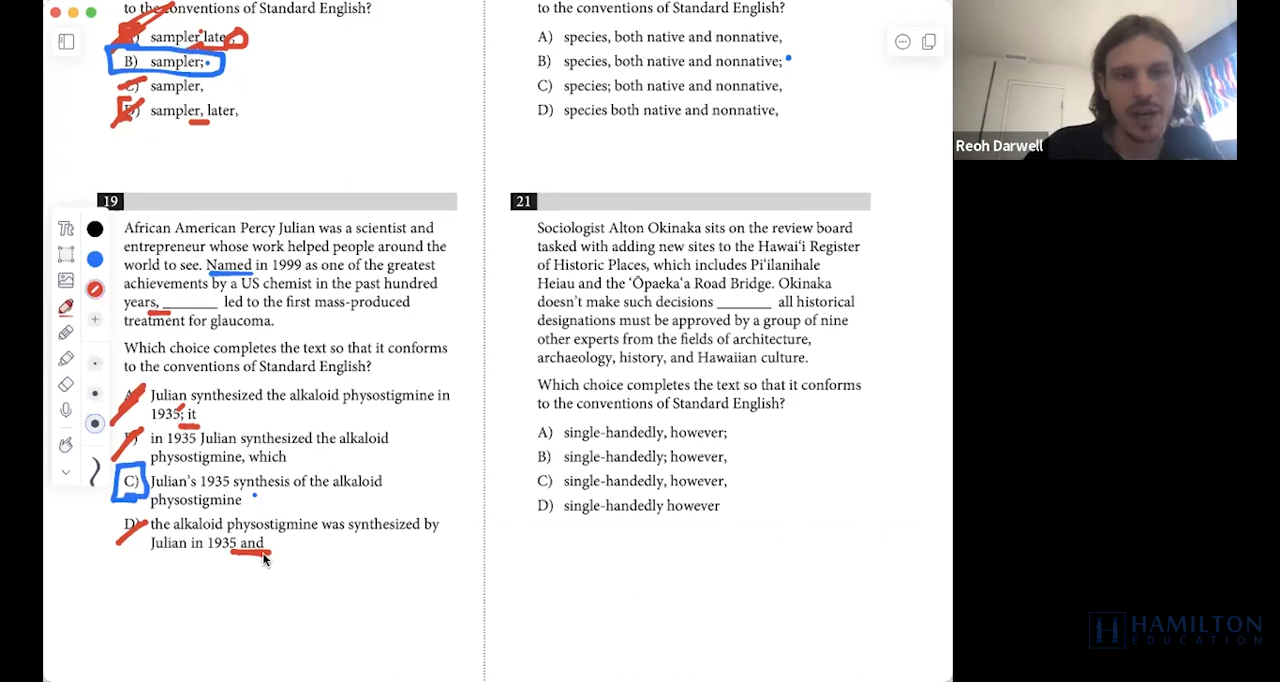 to the conventions of Standard English?
sampler later,
B) sampler;
C) sampler,
D) sampler, later,
19
African American Percy Julian was a scientist and
entrepreneur whose work helped people around the
world to see. Named in 1999 as one of the greatest
achievements by a US chemist in the past hundred
years, ______ led to the first mass-produced
treatment for glaucoma.
Which choice completes the text so that it conforms
to the conventions of Standard English?
A) Julian synthesized the alkaloid physostigmine in
1935; it
B) in 1935 Julian synthesized the alkaloid
physostigmine, which
C) Julian’s 1935 synthesis of the alkaloid
physostigmine
D) the alkaloid physostigmine was synthesized by
Julian in 1935 and
to the conventions of Standard English?
A) species, both native and nonnative,
B) species, both native and nonnative;
C) species; both native and nonnative,
D) species both native and nonnative,
21
Sociologist Alton Okinaka sits on the review board
tasked with adding new sites to the Hawai‘i Register
of Historic Places, which includes Pi‘ilanihale
Heiau and the ‘Ōpaeka‘a Road Bridge. Okinaka
doesn’t make such decisions ______ all historical
designations must be approved by a group of nine
other experts from the fields of architecture,
archaeology, history, and Hawaiian culture.
Which choice completes the text so that it conforms
to the conventions of Standard English?
A) single-handedly, however;
B) single-handedly; however,
C) single-handedly, however,
D) single-handedly however
Reoh Darwell
HAMILTON
EDUCATION